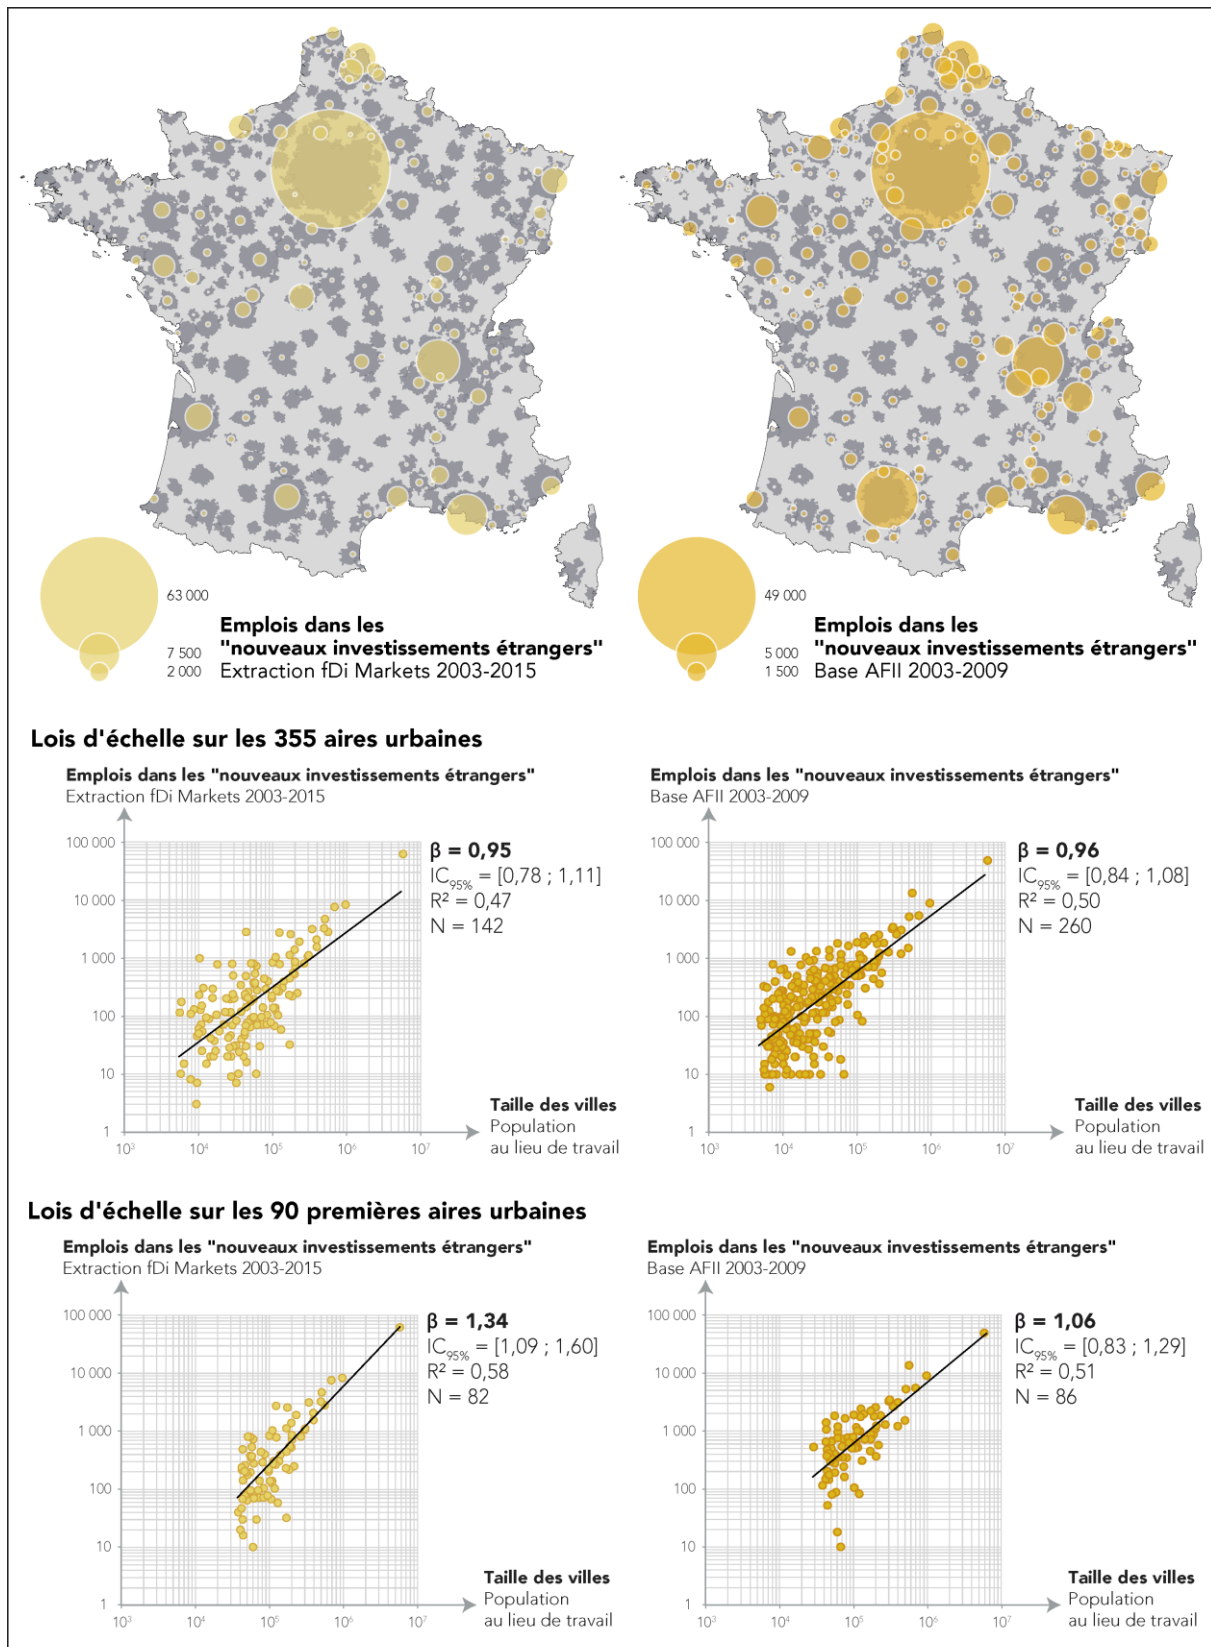 63 000
7 500
2 000
Emplois dans les
"nouveaux investissements étrangers"
Extraction fDi Markets 2003-2015
49 000
5 000
1 500
Emplois dans les
"nouveaux investissements étrangers"
Base AFII 2003-2009
Lois d'échelle sur les 355 aires urbaines
Emplois dans les "nouveaux investissements étrangers"
Extraction fDi Markets 2003-2015
100 000
10 000
1 000
100
10
1
10³ 10⁴ 10⁵ 10⁶ 10⁷
β = 0,95
IC95% = [0,78 ; 1,11]
R² = 0,47
N = 142
Taille des villes
Population
au lieu de travail
Emplois dans les "nouveaux investissements étrangers"
Base AFII 2003-2009
100 000
10 000
1 000
100
10
1
10³ 10⁴ 10⁵ 10⁶ 10⁷
β = 0,96
IC95% = [0,84 ; 1,08]
R² = 0,50
N = 260
Taille des villes
Population
au lieu de travail
Lois d'échelle sur les 90 premières aires urbaines
Emplois dans les "nouveaux investissements étrangers"
Extraction fDi Markets 2003-2015
100 000
10 000
1 000
100
10
1
10³ 10⁴ 10⁵ 10⁶ 10⁷
β = 1,34
IC95% = [1,09 ; 1,60]
R² = 0,58
N = 82
Taille des villes
Population
au lieu de travail
Emplois dans les "nouveaux investissements étrangers"
Base AFII 2003-2009
100 000
10 000
1 000
100
10
1
10³ 10⁴ 10⁵ 10⁶ 10⁷
β = 1,06
IC95% = [0,83 ; 1,29]
R² = 0,51
N = 86
Taille des villes
Population
au lieu de travail